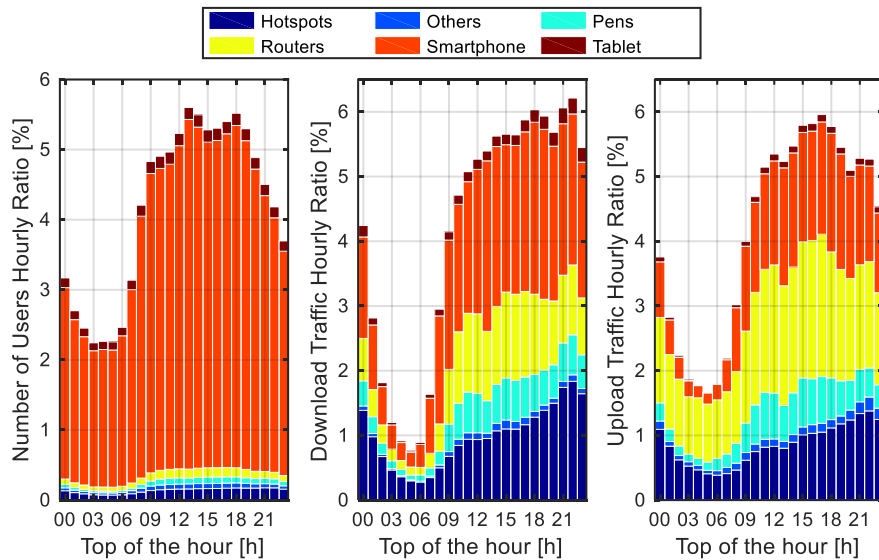 Hotspots Others Pens
Routers Smartphone Tablet
Number of Users Hourly Ratio [%]
6
5
4
3
2
1
0
00 03 06 09 12 15 18 21
Top of the hour [h]
Download Traffic Hourly Ratio [%]
6
5
4
3
2
1
0
00 03 06 09 12 15 18 21
Top of the hour [h]
Upload Traffic Hourly Ratio [%]
6
5
4
3
2
1
0
00 03 06 09 12 15 18 21
Top of the hour [h]